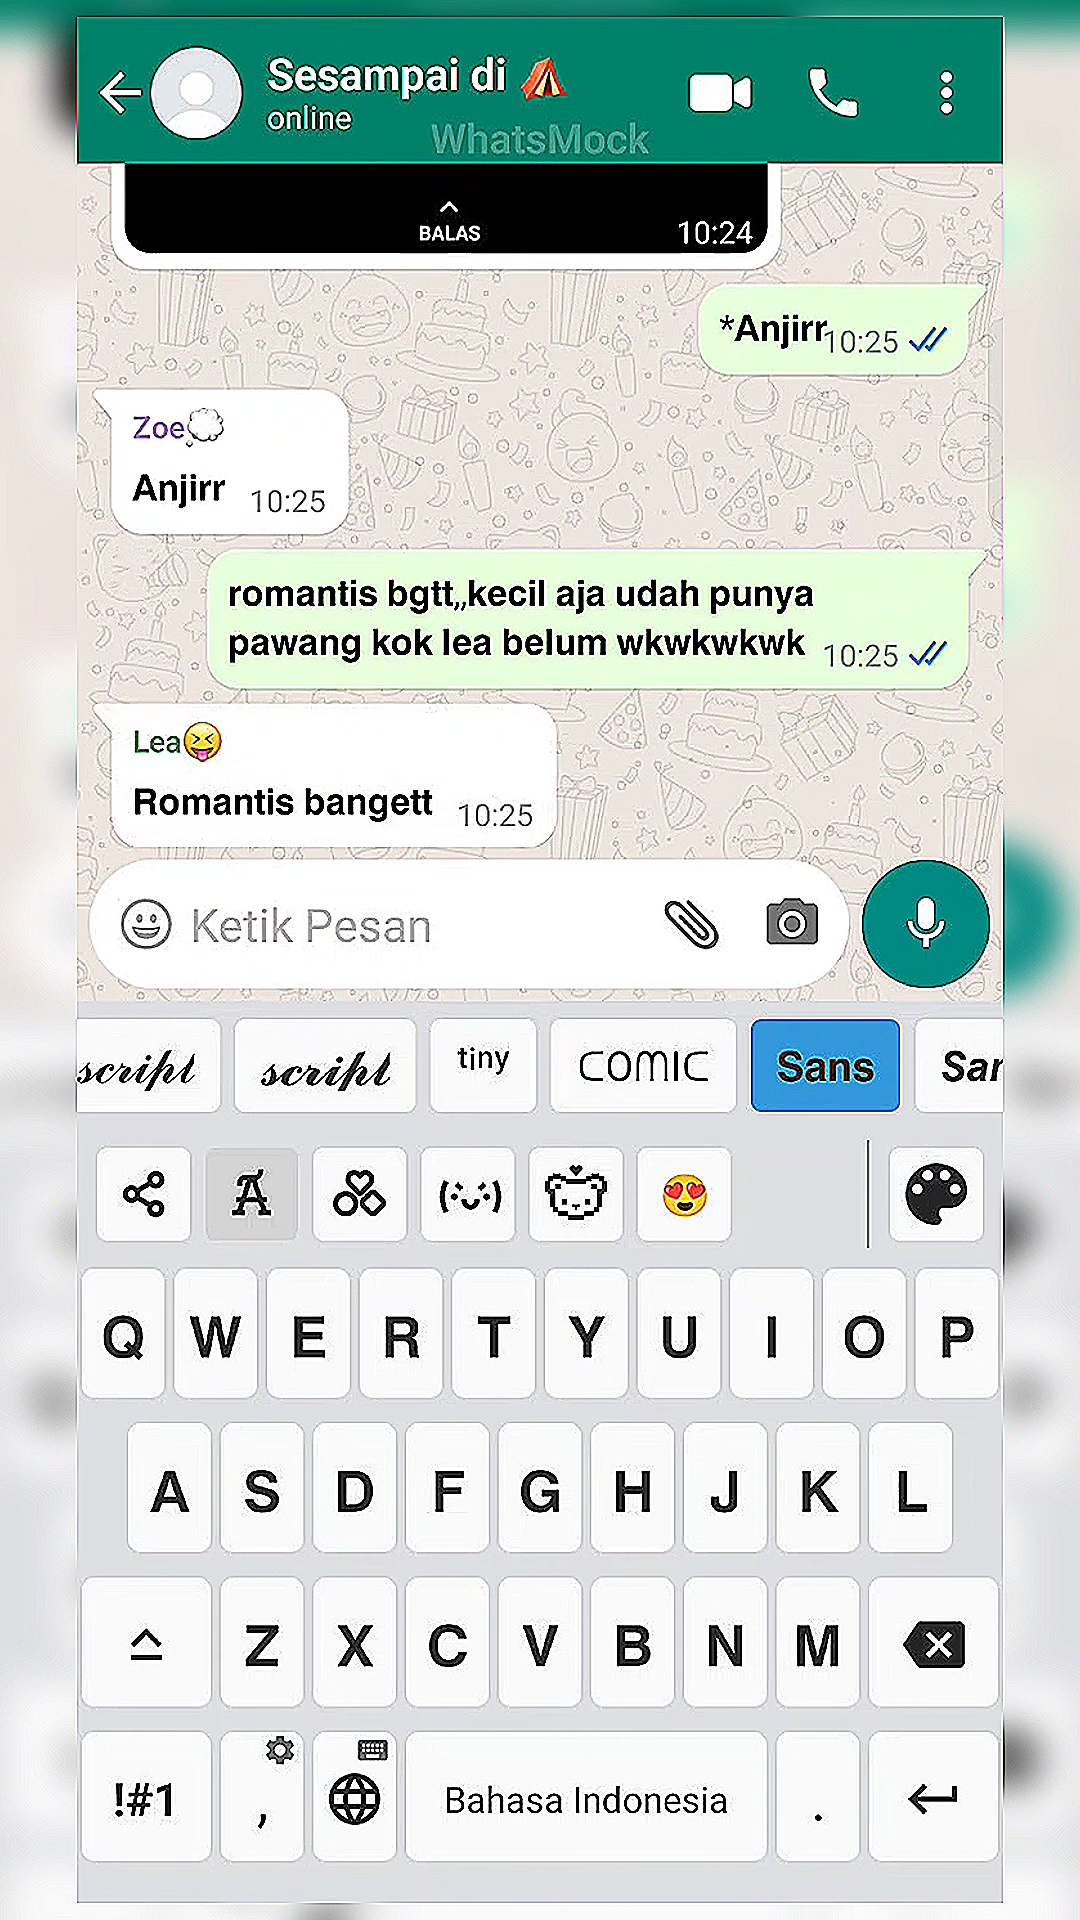 Sesampai di
online
WhatsMock
BALAS
10:24
*Anjirr 10:25
Zoe
Anjirr 10:25
romantis bgtt,,kecil aja udah punya
pawang kok lea belum wkwkwkwk 10:25
Lea
Romantis bangett 10:25
Ketik Pesan
script script tiny COMIC Sans San
A
Q W E R T Y U I O P
A S D F G H J K L
Z X C V B N M
!#1 , Bahasa Indonesia .